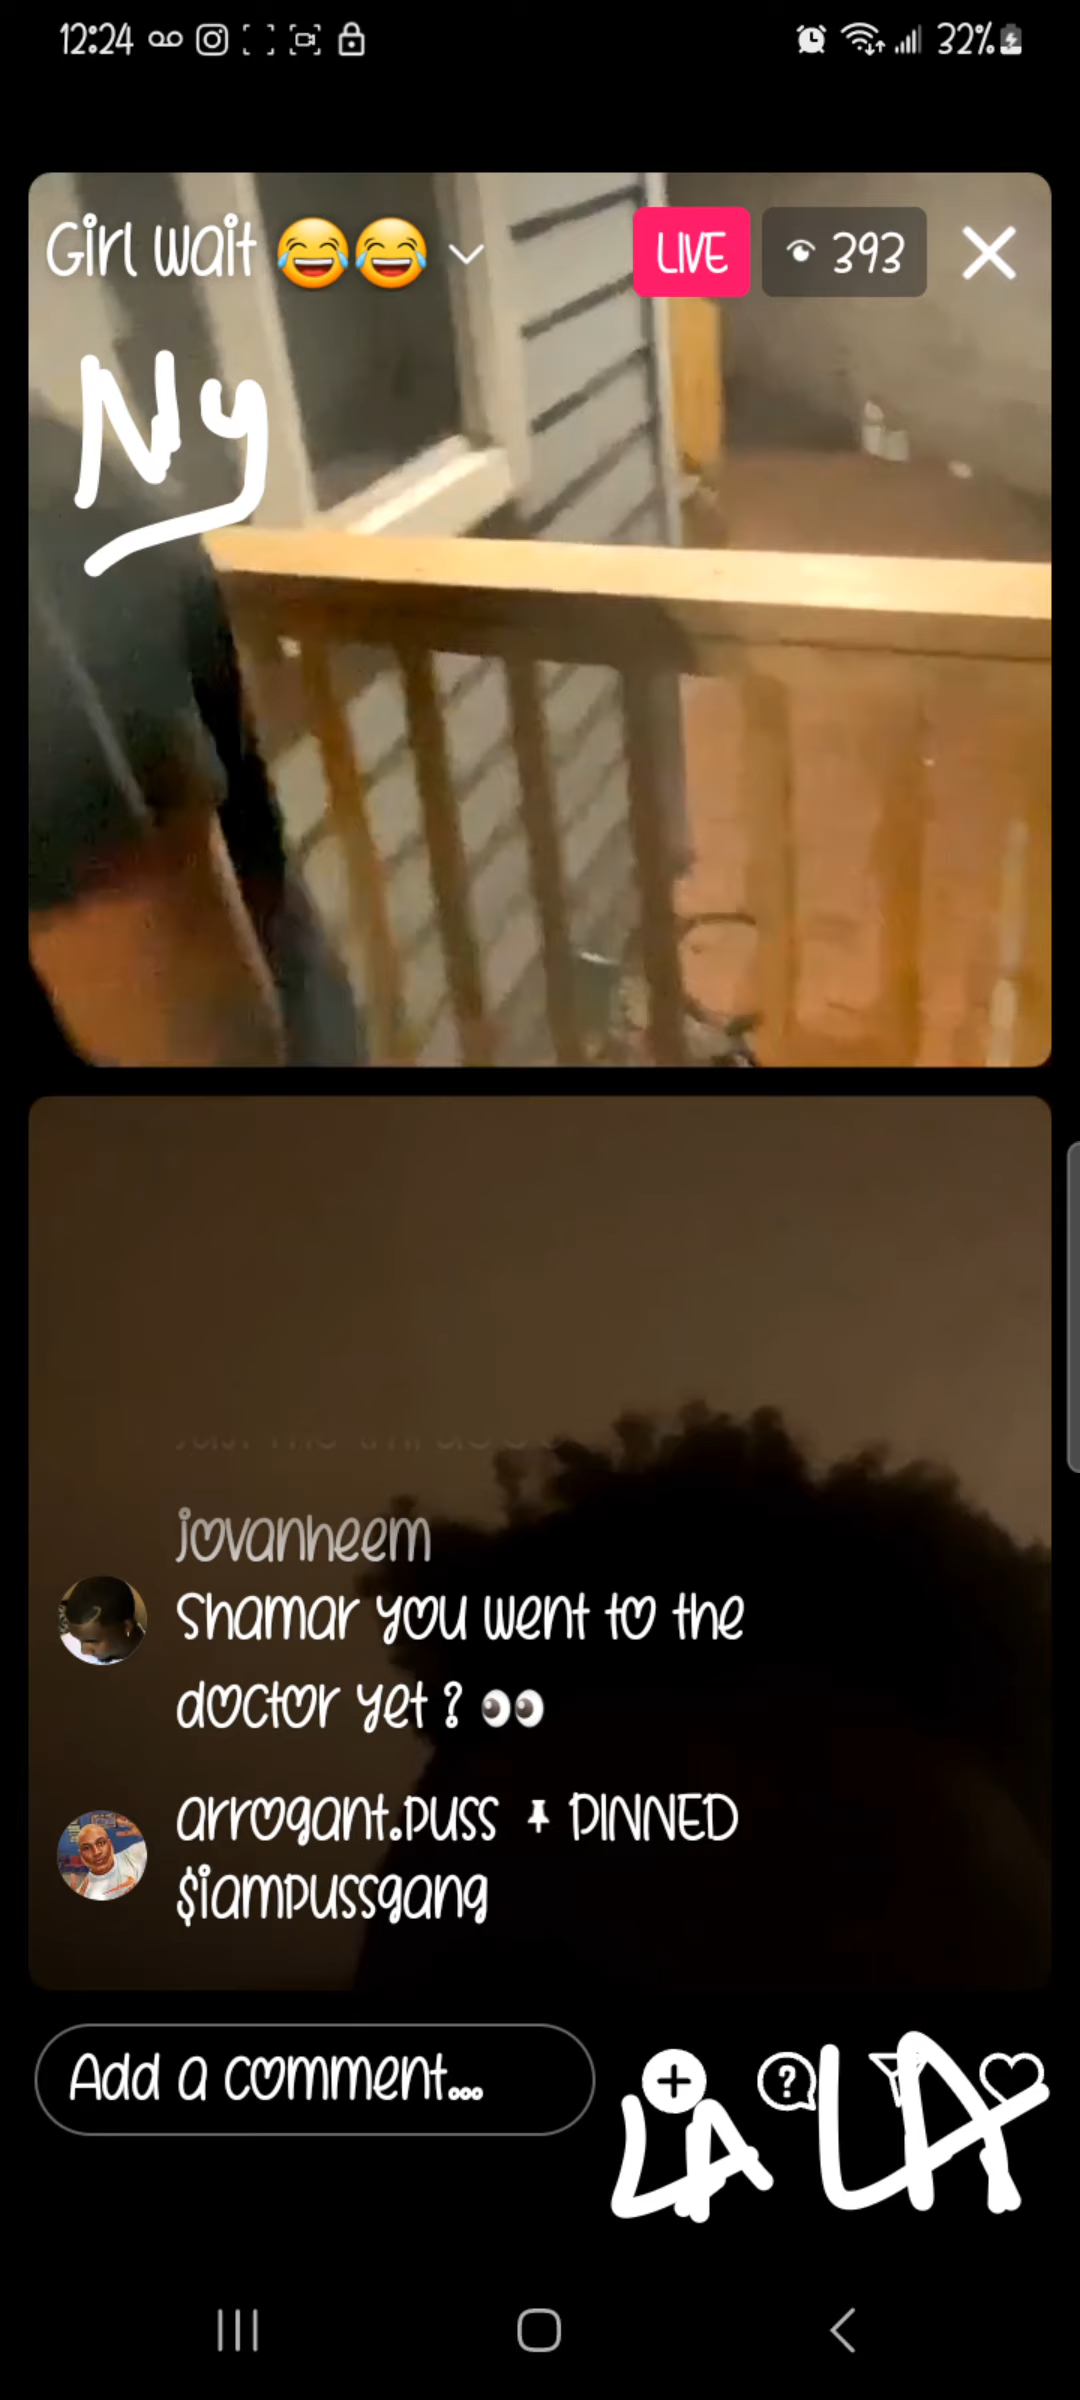 12:24
32%
Girl wait 😂😂
LIVE
393
Ny
jovanheem
Shamar you went to the
doctor yet ? 👀
arrogant.puss PINNED
$iampussgang
Add a comment...
LA LA